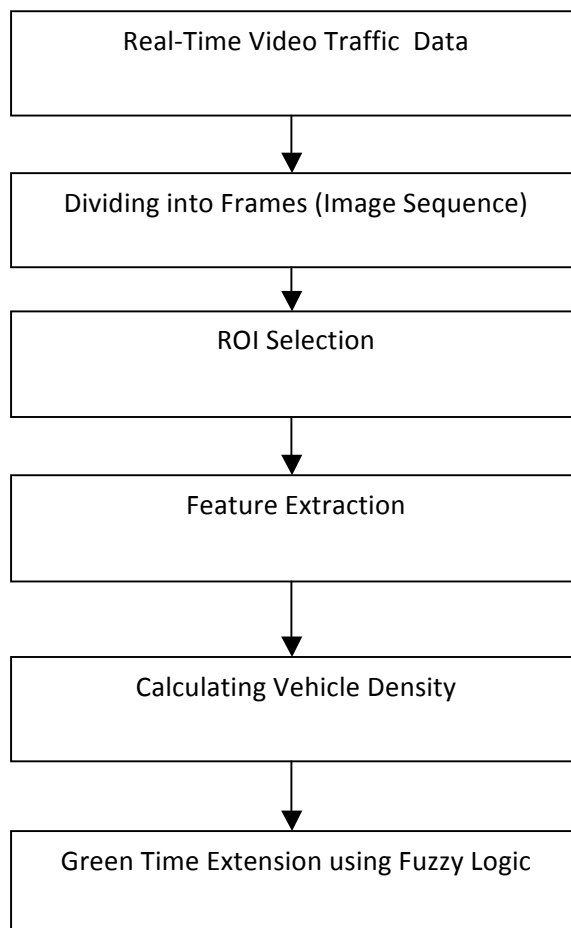 Real-Time Video Traffic Data
Dividing into Frames (Image Sequence)
ROI Selection
Feature Extraction
Calculating Vehicle Density
Green Time Extension using Fuzzy Logic